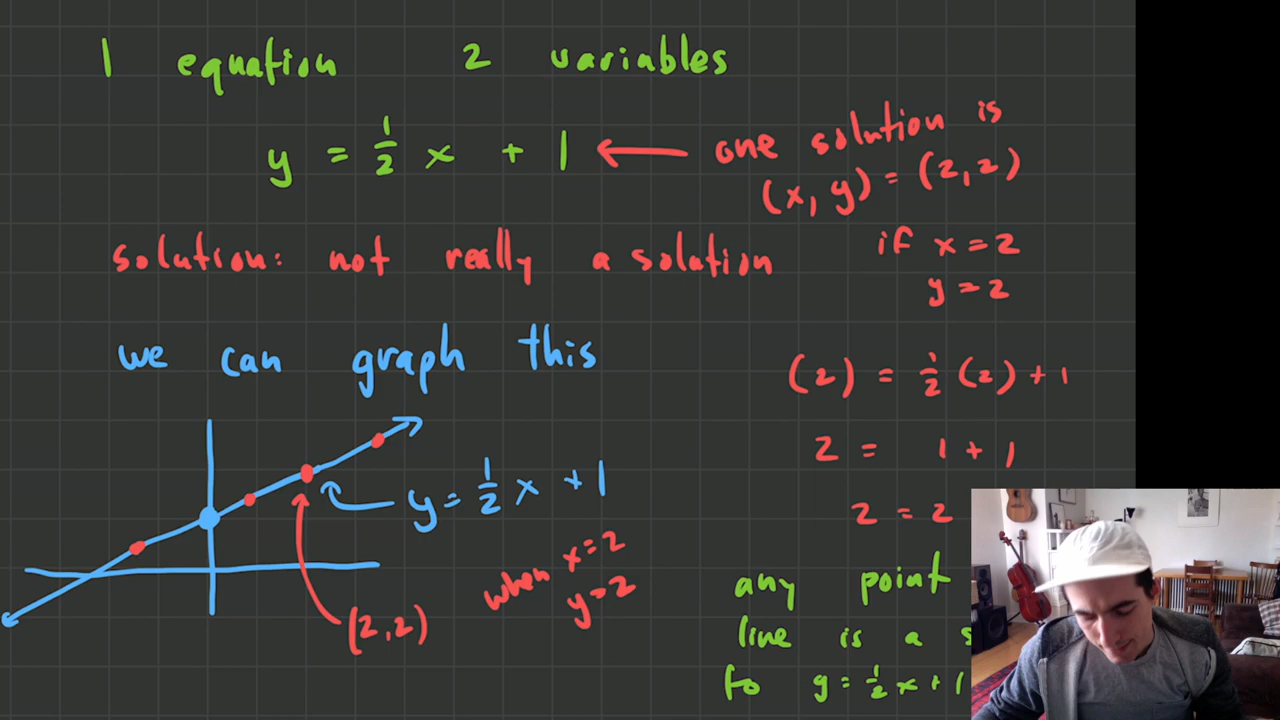 1 equation 2 variables
y = 1/2 x + 1 ← one solution is
(x, y) = (2,2)
if x = 2
y = 2
solution: not really a solution
we can graph this
(2) = 1/2 (2) + 1
2 = 1 + 1
2 = 2
y = 1/2 x + 1
when x=2
y=2
(2,2)
any point
line is a
to y = 1/2 x + 1